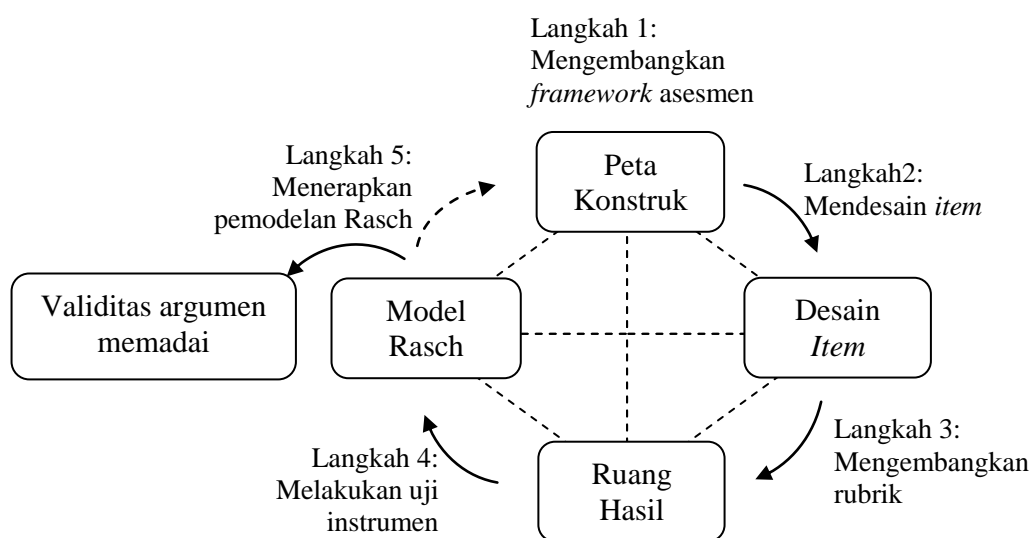 Langkah 1:
Mengembangkan
framework asesmen
Peta
Konstruk
Langkah2:
Mendesain item
Desain
Item
Langkah 3:
Mengembangkan
rubrik
Ruang
Hasil
Langkah 4:
Melakukan uji
instrumen
Model
Rasch
Langkah 5:
Menerapkan
pemodelan Rasch
Validitas argumen
memadai